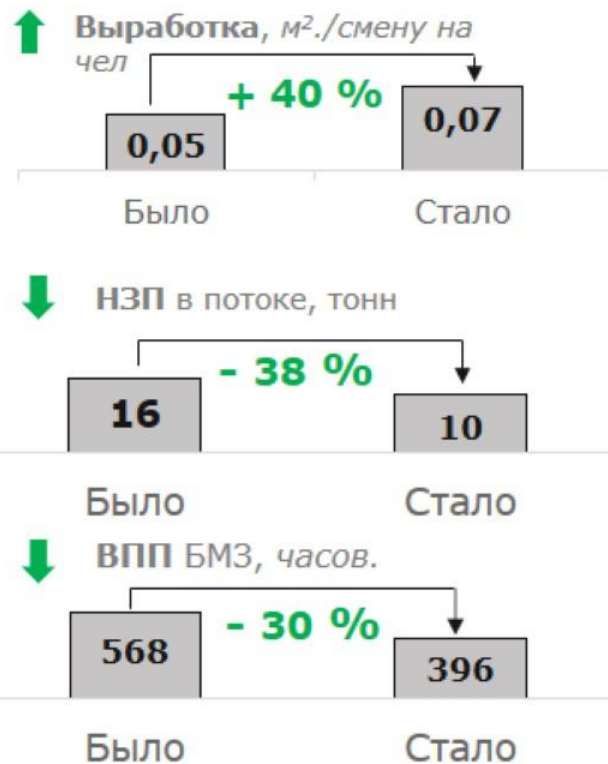 Выработка, м²./смену на
чел
+ 40 %
0,05
0,07
Было
Стало
НЗП в потоке, тонн
- 38 %
16
10
Было
Стало
ВПП БМЗ, часов.
- 30 %
568
396
Было
Стало